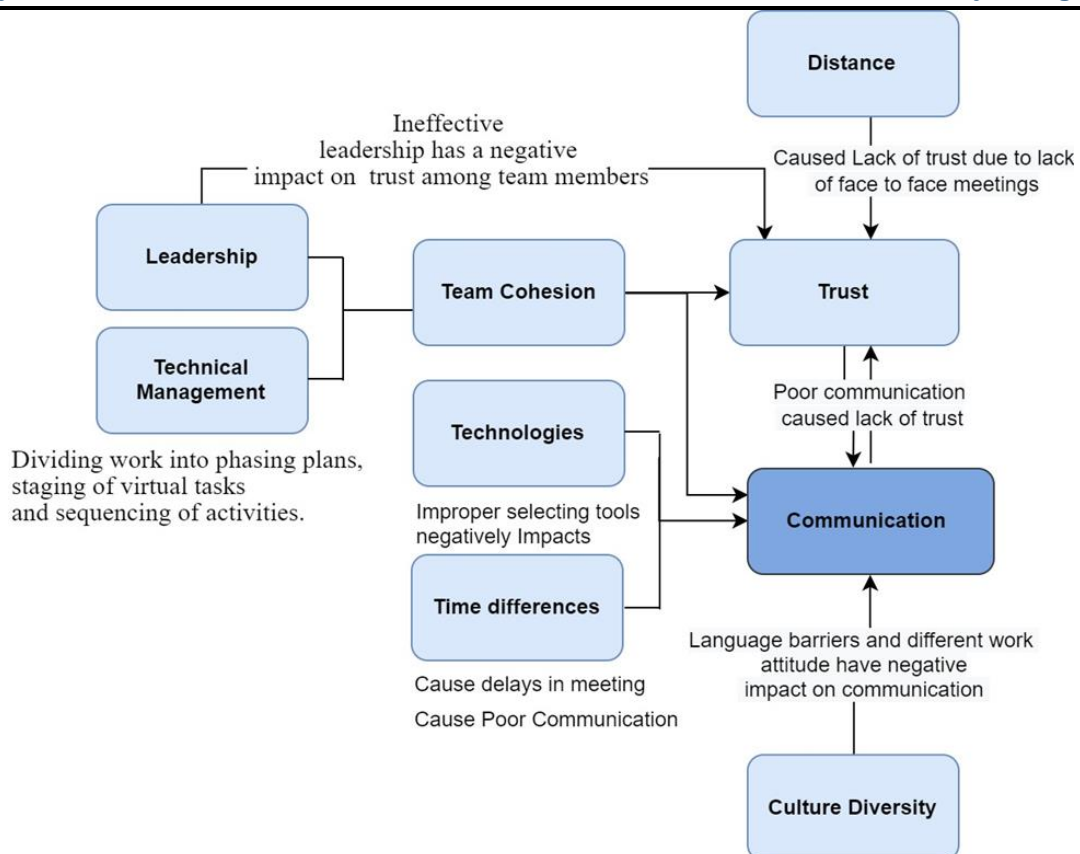 Distance
Ineffective
leadership has a negative
impact on trust among team members
Caused Lack of trust due to lack
of face to face meetings
Leadership
Team Cohesion
Trust
Technical
Management
Dividing work into phasing plans,
staging of virtual tasks
and sequencing of activities.
Technologies
Improper selecting tools
negatively Impacts
Poor communication
caused lack of trust
Communication
Time differences
Cause delays in meeting
Cause Poor Communication
Language barriers and different work
attitude have negative
impact on communication
Culture Diversity